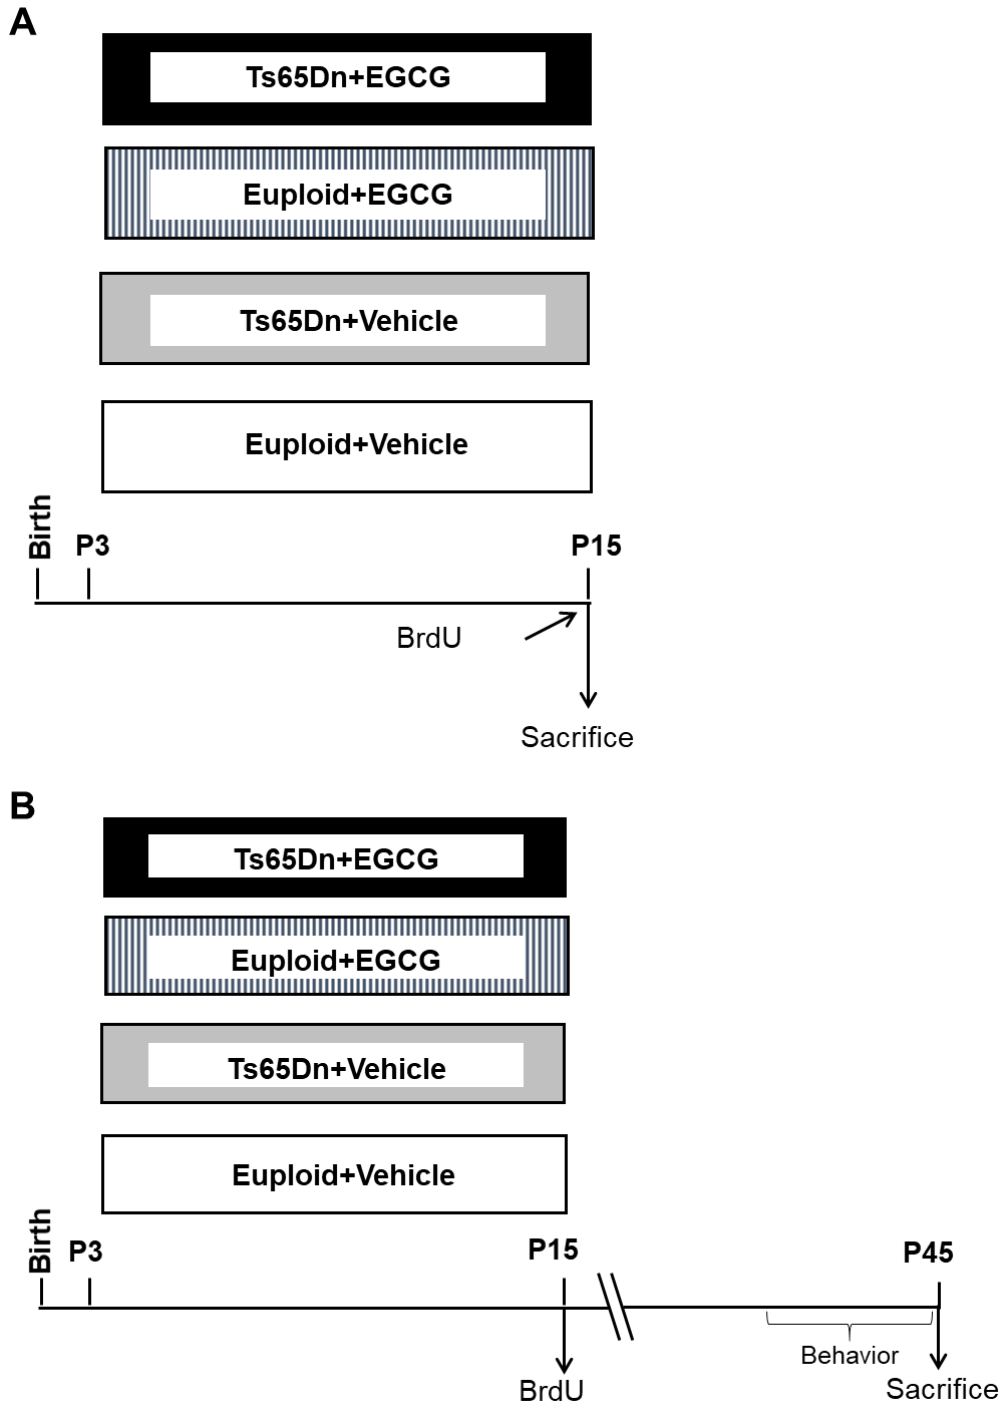 A
Ts65Dn+EGCG
Euploid+EGCG
Ts65Dn+Vehicle
Euploid+Vehicle
Birth
P3
P15
BrdU
Sacrifice
B
Ts65Dn+EGCG
Euploid+EGCG
Ts65Dn+Vehicle
Euploid+Vehicle
Birth
P3
P15
P45
Behavior
BrdU
Sacrifice